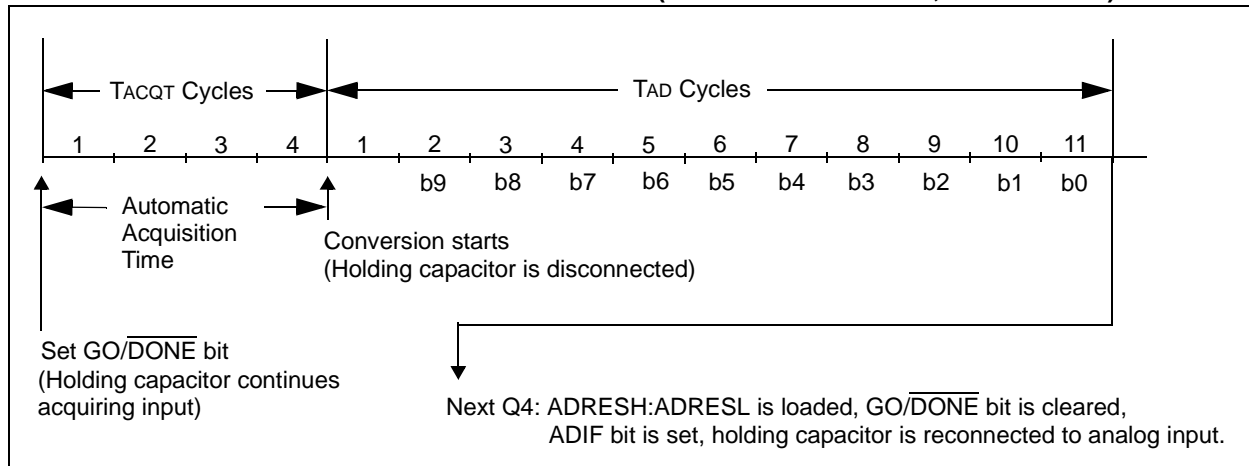 TACQT Cycles
TAD Cycles
1 2 3 4 1 2 3 4 5 6 7 8 9 10 11
b9 b8 b7 b6 b5 b4 b3 b2 b1 b0
Automatic
Acquisition
Time
Conversion starts
(Holding capacitor is disconnected)
Set GO/DONE bit
(Holding capacitor continues
acquiring input)
Next Q4: ADRESH:ADRESL is loaded, GO/DONE bit is cleared,
ADIF bit is set, holding capacitor is reconnected to analog input.